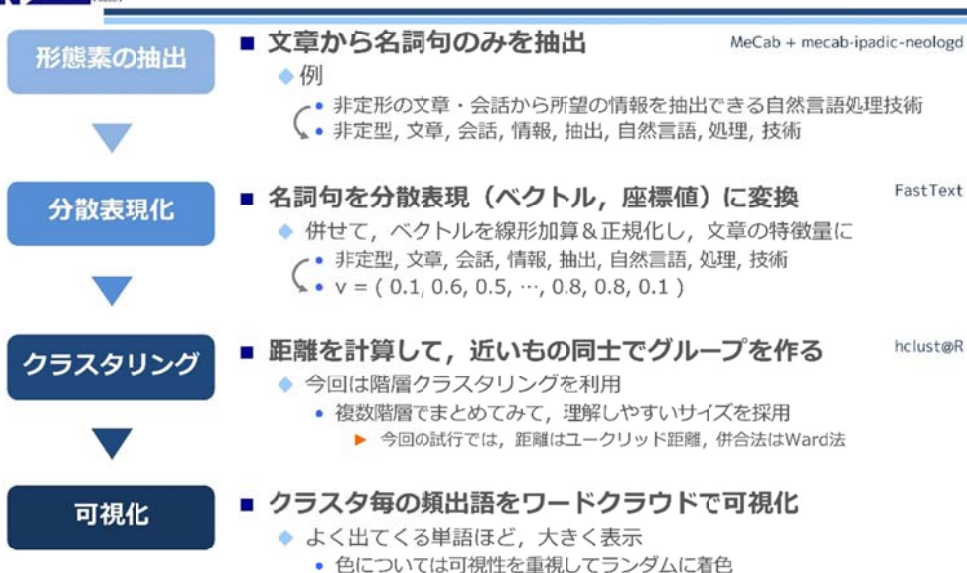 形態素の抽出
■ 文章から名詞句のみを抽出
MeCab + mecab-ipadic-neologd
◆例
• 非定形の文章・会話から所望の情報を抽出できる自然言語処理技術
• 非定型, 文章, 会話, 情報, 抽出, 自然言語, 処理, 技術
分散表現化
■ 名詞句を分散表現（ベクトル，座標値）に変換
FastText
◆ 併せて，ベクトルを線形加算＆正規化し，文章の特徴量に
• 非定型, 文章, 会話, 情報, 抽出, 自然言語, 処理, 技術
• v = ( 0.1, 0.6, 0.5, …, 0.8, 0.8, 0.1 )
クラスタリング
■ 距離を計算して，近いもの同士でグループを作る
hclust@R
◆ 今回は階層クラスタリングを利用
• 複数階層でまとめてみて，理解しやすいサイズを採用
▶ 今回の試行では，距離はユークリッド距離，併合法はWard法
可視化
■ クラスタ毎の頻出語をワードクラウドで可視化
◆ よく出てくる単語ほど，大きく表示
• 色については可視性を重視してランダムに着色